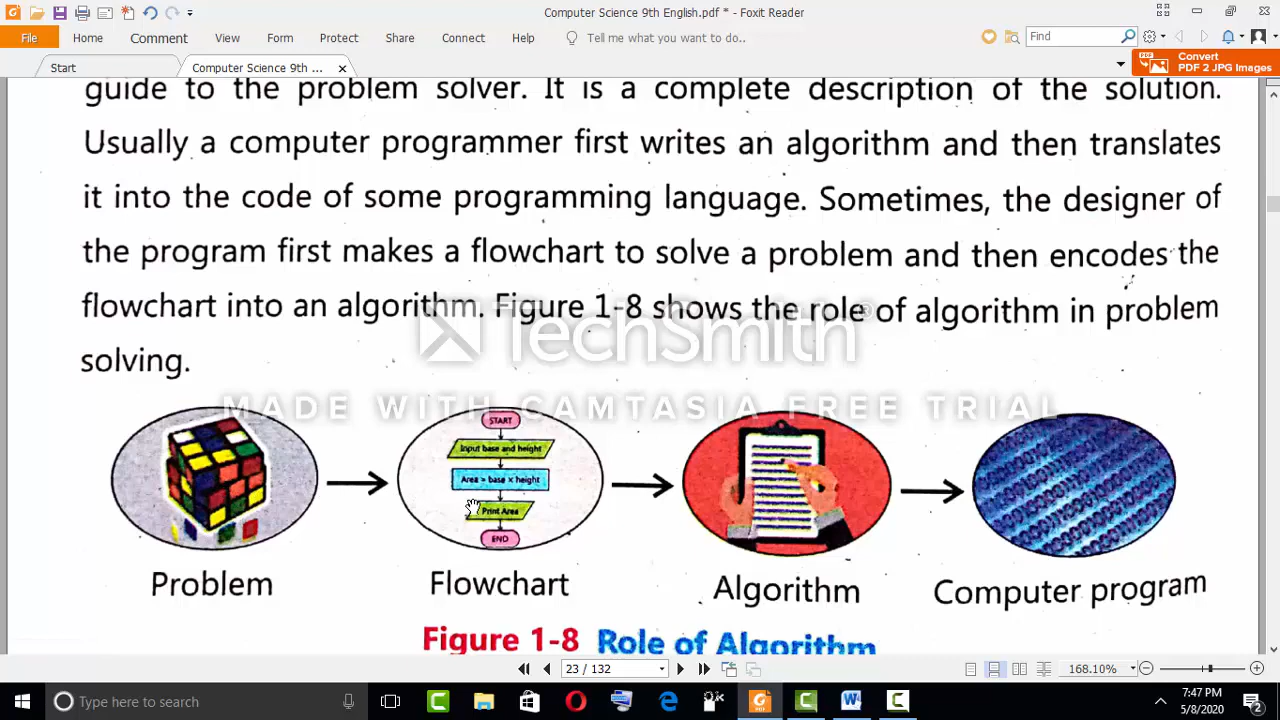 Computer Science 9th English.pdf * - Foxit Reader
File Home Comment View Form Protect Share Connect Help Tell me what you want to do.. Find
Start Computer Science 9th ... Convert
PDF 2 JPG Images
guide to the problem solver. It is a complete description of the solution.
Usually a computer programmer first writes an algorithm and then translates
it into the code of some programming language. Sometimes, the designer of
the program first makes a flowchart to solve a problem and then encodes the
flowchart into an algorithm. Figure 1-8 shows the role of algorithm in problem
solving.
TechSmith®
MADE WITH CAMTASIA FREE TRIAL
START
Input base and height
Area = base × height
Print Area
END
Problem Flowchart Algorithm Computer program
Figure 1-8 Role of Algorithm
23 / 132 168.10%
Type here to search
7:47 PM
5/8/2020
2